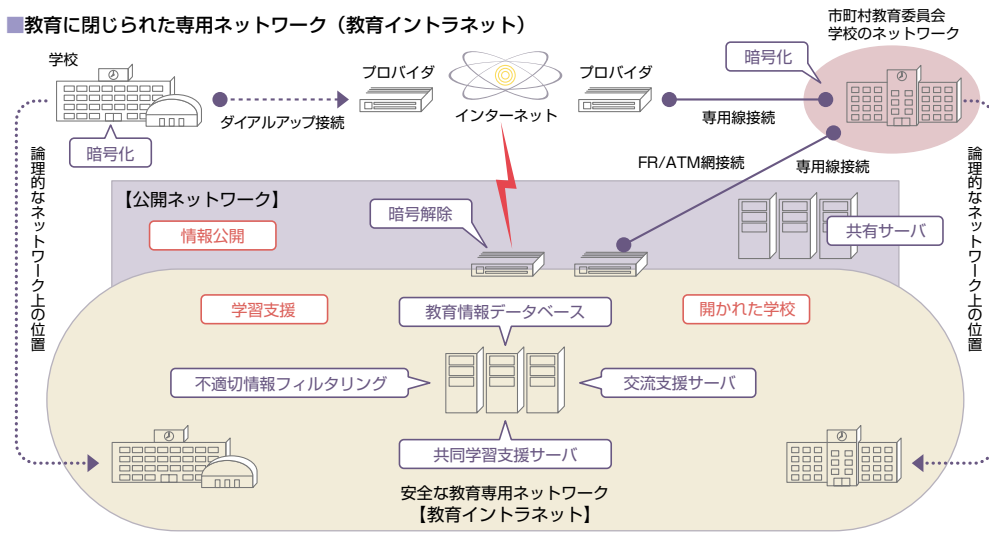 ■教育に閉じられた専用ネットワーク（教育イントラネット）
市町村教育委員会
学校のネットワーク
学校
プロバイダ
プロバイダ
暗号化
インターネット
ダイアルアップ接続
専用線接続
暗号化
FR/ATM網接続
専用線接続
論理的なネットワーク上の位置
論理的なネットワーク上の位置
【公開ネットワーク】
暗号解除
情報公開
共有サーバ
学習支援
教育情報データベース
開かれた学校
不適切情報フィルタリング
交流支援サーバ
共同学習支援サーバ
安全な教育専用ネットワーク
【教育イントラネット】